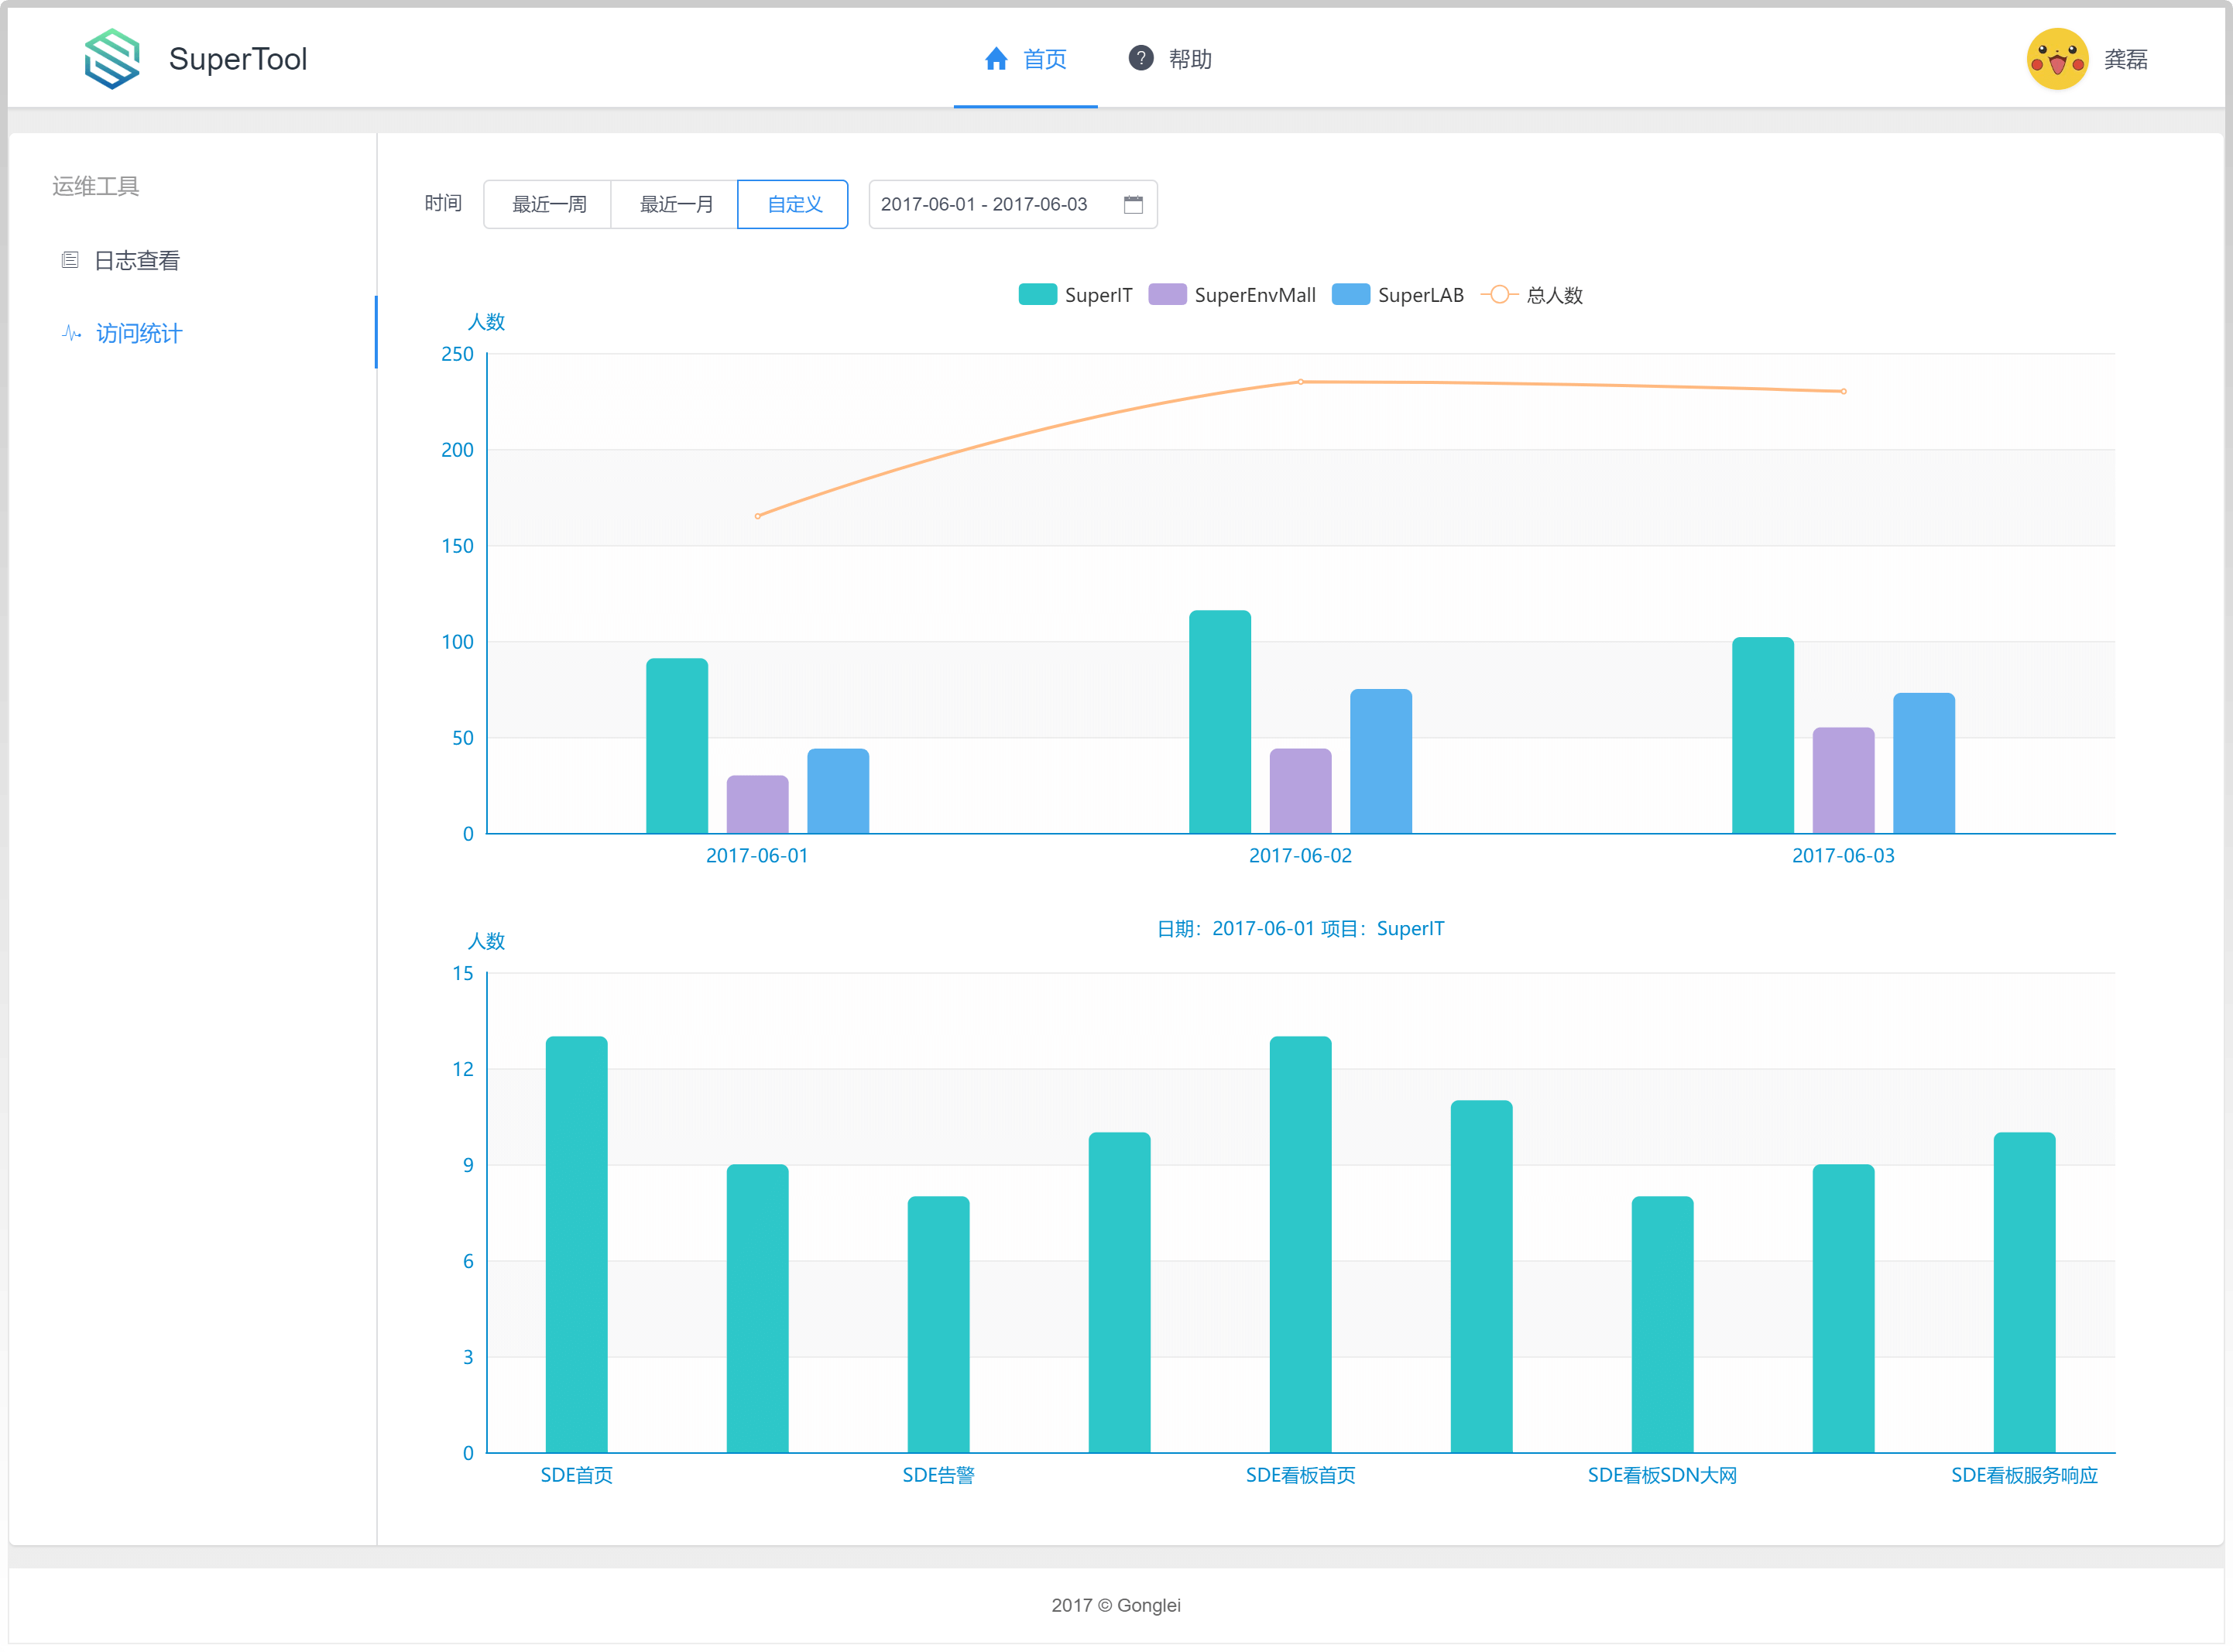 SuperTool
首页
帮助
龚磊
运维工具
日志查看
访问统计
时间
最近一周
最近一月
自定义
2017-06-01 - 2017-06-03
SuperIT
SuperEnvMall
SuperLAB
总人数
人数
250
200
150
100
50
0
2017-06-01
2017-06-02
2017-06-03
日期：2017-06-01 项目：SuperIT
人数
15
12
9
6
3
0
SDE首页
SDE告警
SDE看板首页
SDE看板SDN大网
SDE看板服务响应
2017 © Gonglei